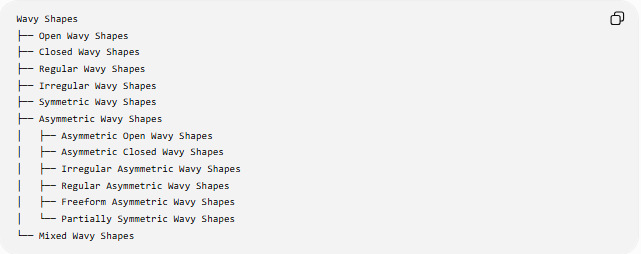 Wavy Shapes
├── Open Wavy Shapes
├── Closed Wavy Shapes
├── Regular Wavy Shapes
├── Irregular Wavy Shapes
├── Symmetric Wavy Shapes
├── Asymmetric Wavy Shapes
│   ├── Asymmetric Open Wavy Shapes
│   ├── Asymmetric Closed Wavy Shapes
│   ├── Irregular Asymmetric Wavy Shapes
│   ├── Regular Asymmetric Wavy Shapes
│   ├── Freeform Asymmetric Wavy Shapes
│   └── Partially Symmetric Wavy Shapes
└── Mixed Wavy Shapes